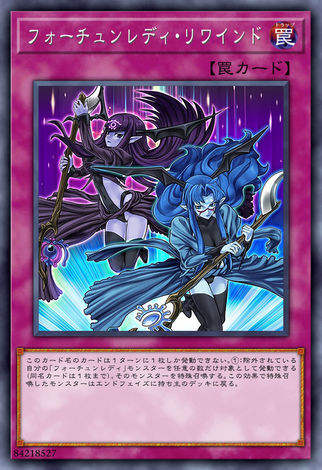 フォーチュンレディ・リワインド
トラップ
罠
【罠カード】
このカード名のカードは１ターンに１枚しか発動できない。①：除外されている
自分の「フォーチュンレディ」モンスターを任意の数だけ対象として発動できる
（同名カードは１枚まで）。そのモンスターを特殊召喚する。この効果で特殊召
喚したモンスターはエンドフェイズに持ち主のデッキに戻る。
84218527